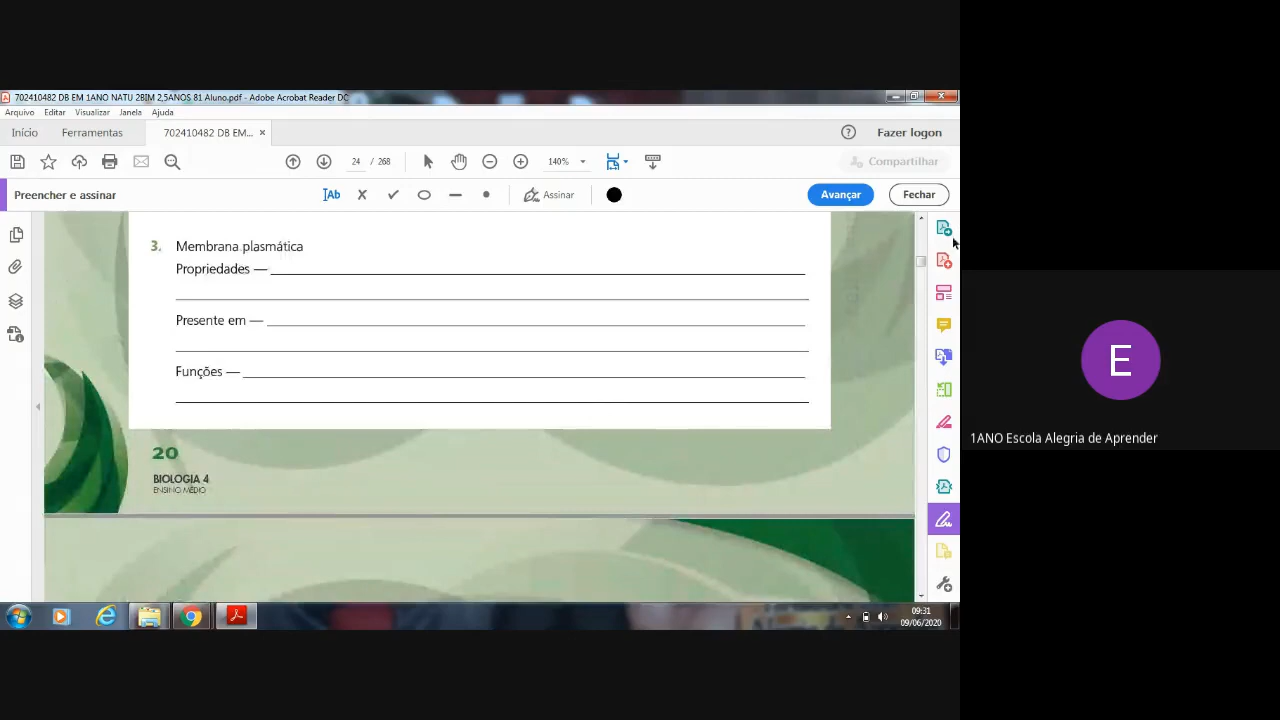 702410482 DB EM 1ANO NATU 2BIM 2,5ANOS 81 Aluno.pdf - Adobe Acrobat Reader DC
Arquivo Editar Visualizar Janela Ajuda
Início Ferramentas 702410482 DB EM... × Fazer logon
24 / 268 140% Compartilhar
Preencher e assinar Ab Assinar Avançar Fechar
3. Membrana plasmática
Propriedades —
Presente em —
Funções —
20
BIOLOGIA 4
ENSINO MÉDIO
09:31
09/06/2020
E
1ANO Escola Alegria de Aprender